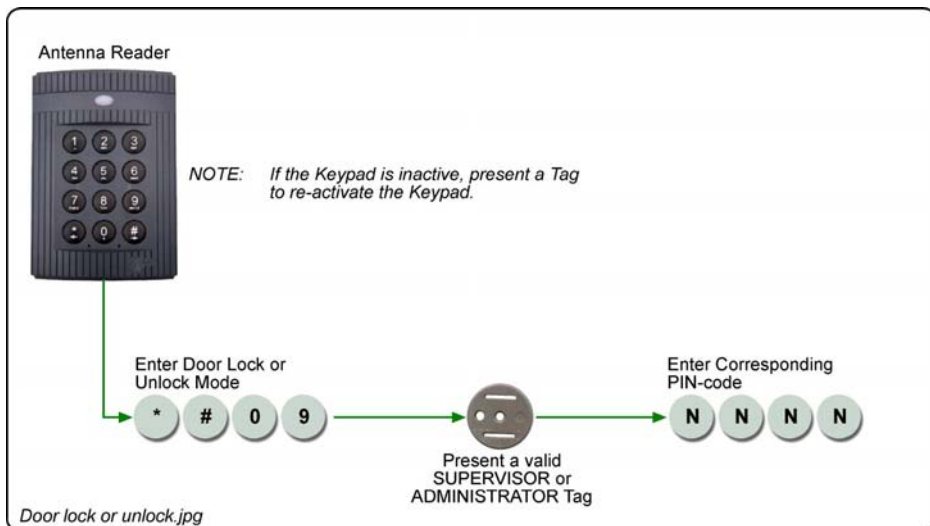 Antenna Reader
1 2 3
4 5 6
7 8 9
* 0 #
NOTE: If the Keypad is inactive, present a Tag
to re-activate the Keypad.
Enter Door Lock or
Unlock Mode
* # 0 9
Present a valid
SUPERVISOR or
ADMINISTRATOR Tag
Enter Corresponding
PIN-code
N N N N
Door lock or unlock.jpg